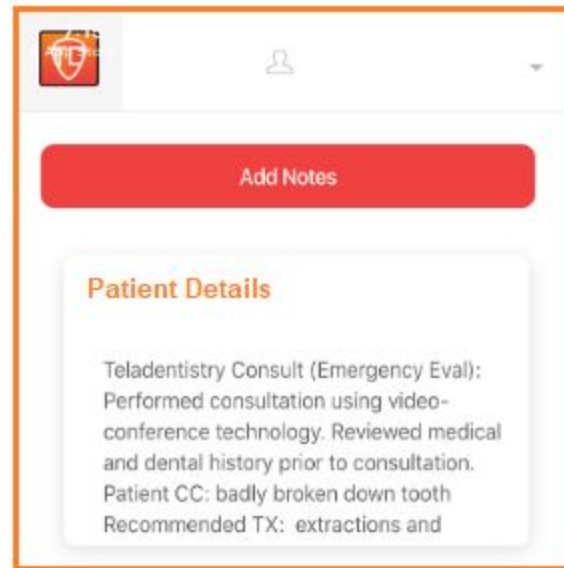 TL
Add Notes
Patient Details
Teladentistry Consult (Emergency Eval):
Performed consultation using video-
conference technology. Reviewed medical
and dental history prior to consultation.
Patient CC: badly broken down tooth
Recommended TX:  extractions and